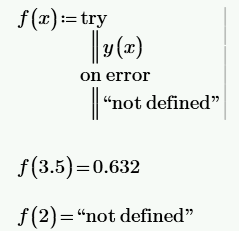 f(x):=try
‖y(x)
on error
‖“not defined”
f(3.5)=0.632
f(2)=“not defined”